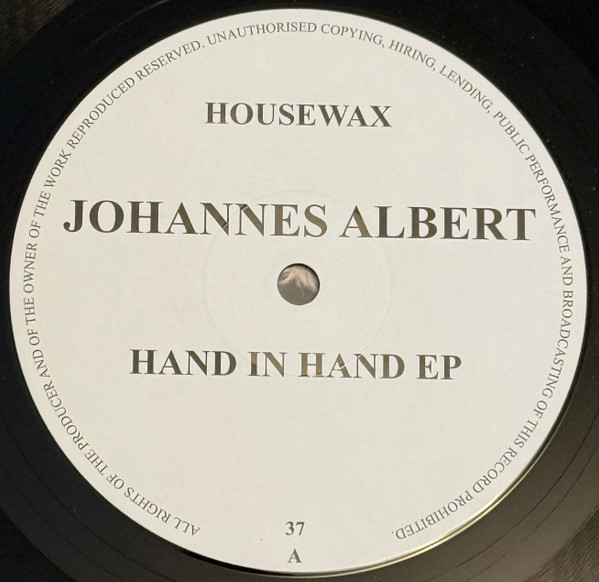 HOUSEWAX
JOHANNES ALBERT
HAND IN HAND EP
37
A
ALL RIGHTS OF THE PRODUCER AND OF THE OWNER OF THE WORK REPRODUCED RESERVED. UNAUTHORISED COPYING, HIRING, LENDING, PUBLIC PERFORMANCE AND BROADCASTING OF THIS RECORD PROHIBITED.